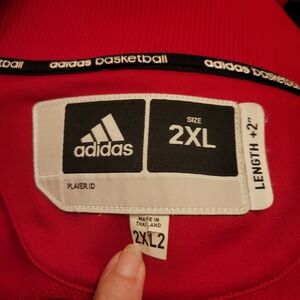 adidas basketball
adidas basketball
adidas
SIZE
2XL
LENGTH +2"
PLAYER.ID
MADE IN
THAILAND
2XL2